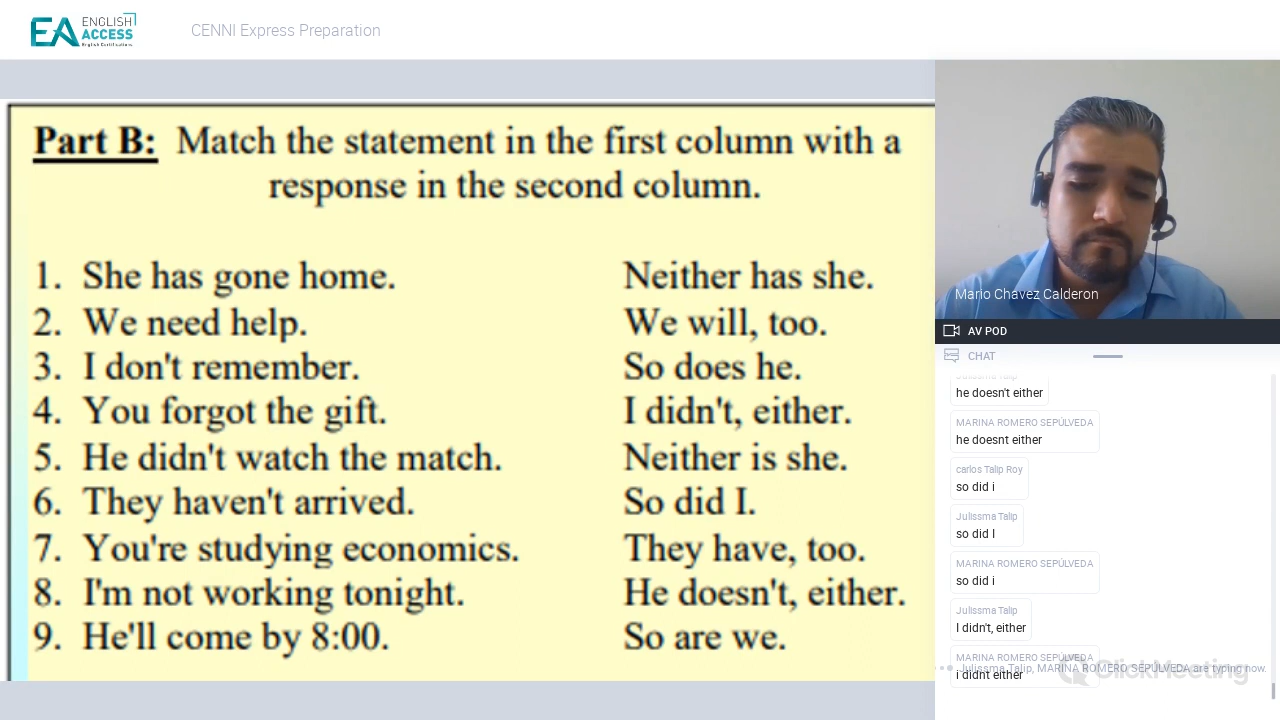 ENGLISH
EA ACCESS
English Certifications
CENNI Express Preparation
Part B: Match the statement in the first column with a
response in the second column.
1. She has gone home. Neither has she.
2. We need help. We will, too.
3. I don't remember. So does he.
4. You forgot the gift. I didn't, either.
5. He didn't watch the match. Neither is she.
6. They haven't arrived. So did I.
7. You're studying economics. They have, too.
8. I'm not working tonight. He doesn't, either.
9. He'll come by 8:00. So are we.
Mario Chavez Calderon
AV POD
CHAT
Julissma Talip
he doesn't either
MARINA ROMERO SEPÚLVEDA
he doesnt either
carlos Talip Roy
so did i
Julissma Talip
so did I
MARINA ROMERO SEPÚLVEDA
so did i
Julissma Talip
I didn't, either
MARINA ROMERO SEPÚLVEDA
Julissma Talip, MARINA ROMERO SEPÚLVEDA are typing now.
ClickMeeting
i didnt either